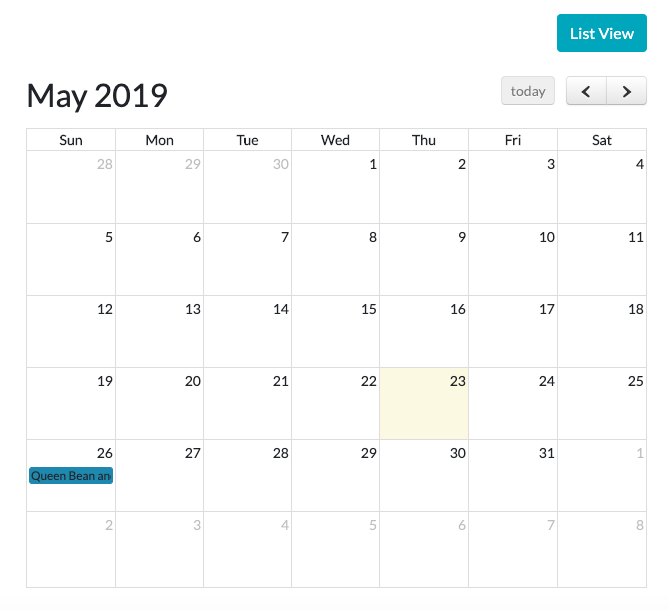 List View
May 2019
today
Sun Mon Tue Wed Thu Fri Sat
28 29 30 1 2 3 4
5 6 7 8 9 10 11
12 13 14 15 16 17 18
19 20 21 22 23 24 25
26 27 28 29 30 31 1
Queen Bean an
2 3 4 5 6 7 8